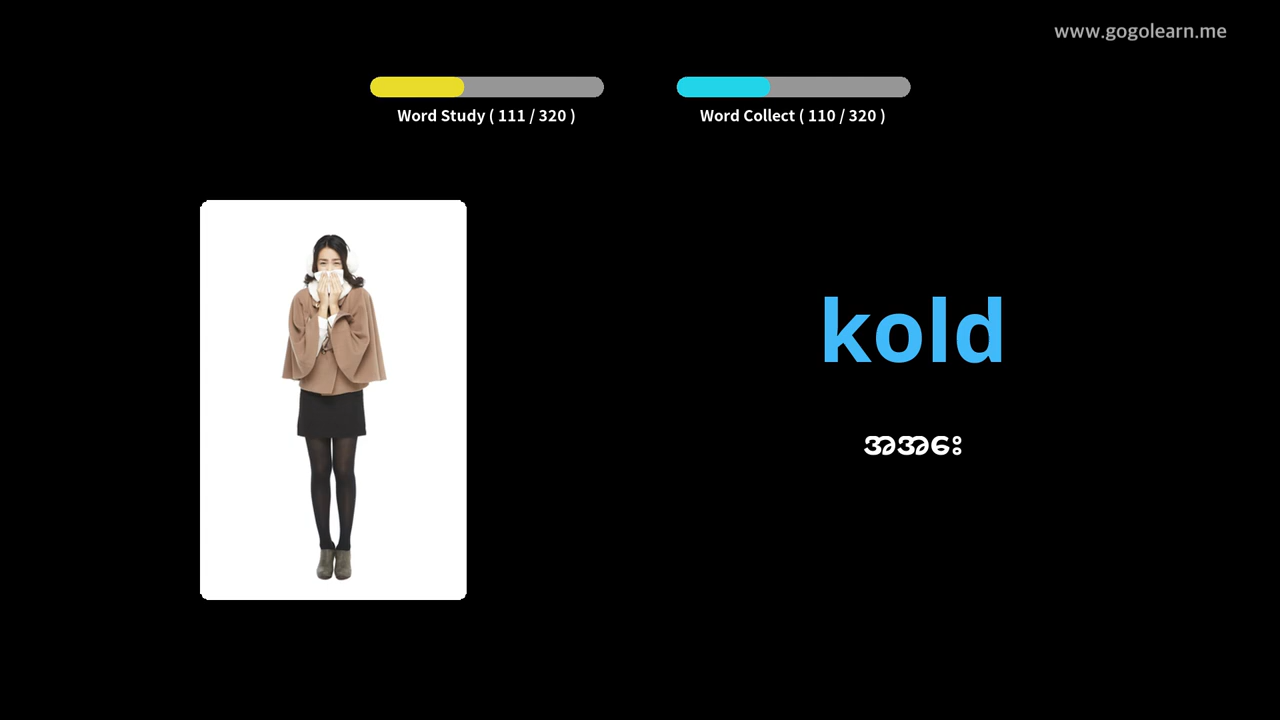 www.gogolearn.me
Word Study ( 111 / 320 )
Word Collect ( 110 / 320 )
kold
အအေး